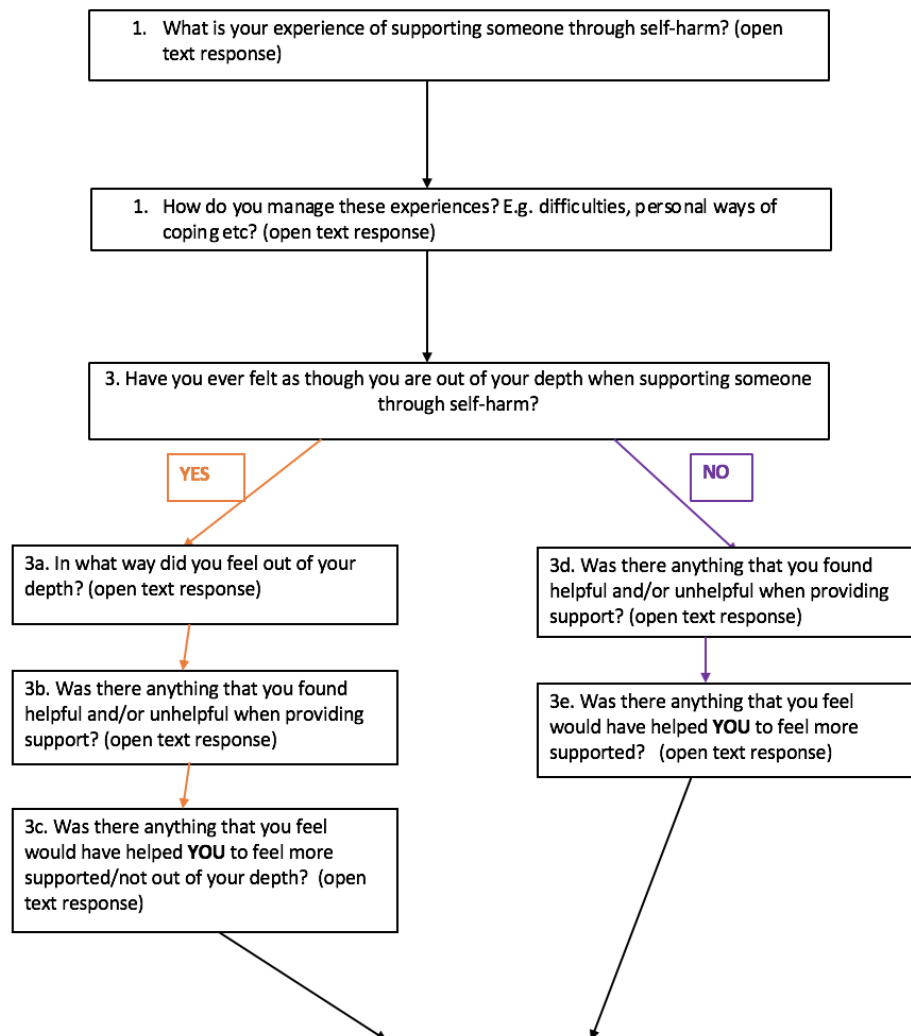 1. What is your experience of supporting someone through self-harm? (open
text response)
1. How do you manage these experiences? E.g. difficulties, personal ways of
coping etc? (open text response)
3. Have you ever felt as though you are out of your depth when supporting someone
through self-harm?
YES
NO
3a. In what way did you feel out of your
depth? (open text response)
3b. Was there anything that you found
helpful and/or unhelpful when providing
support? (open text response)
3c. Was there anything that you feel
would have helped YOU to feel more
supported/not out of your depth? (open
text response)
3d. Was there anything that you found
helpful and/or unhelpful when providing
support? (open text response)
3e. Was there anything that you feel
would have helped YOU to feel more
supported? (open text response)